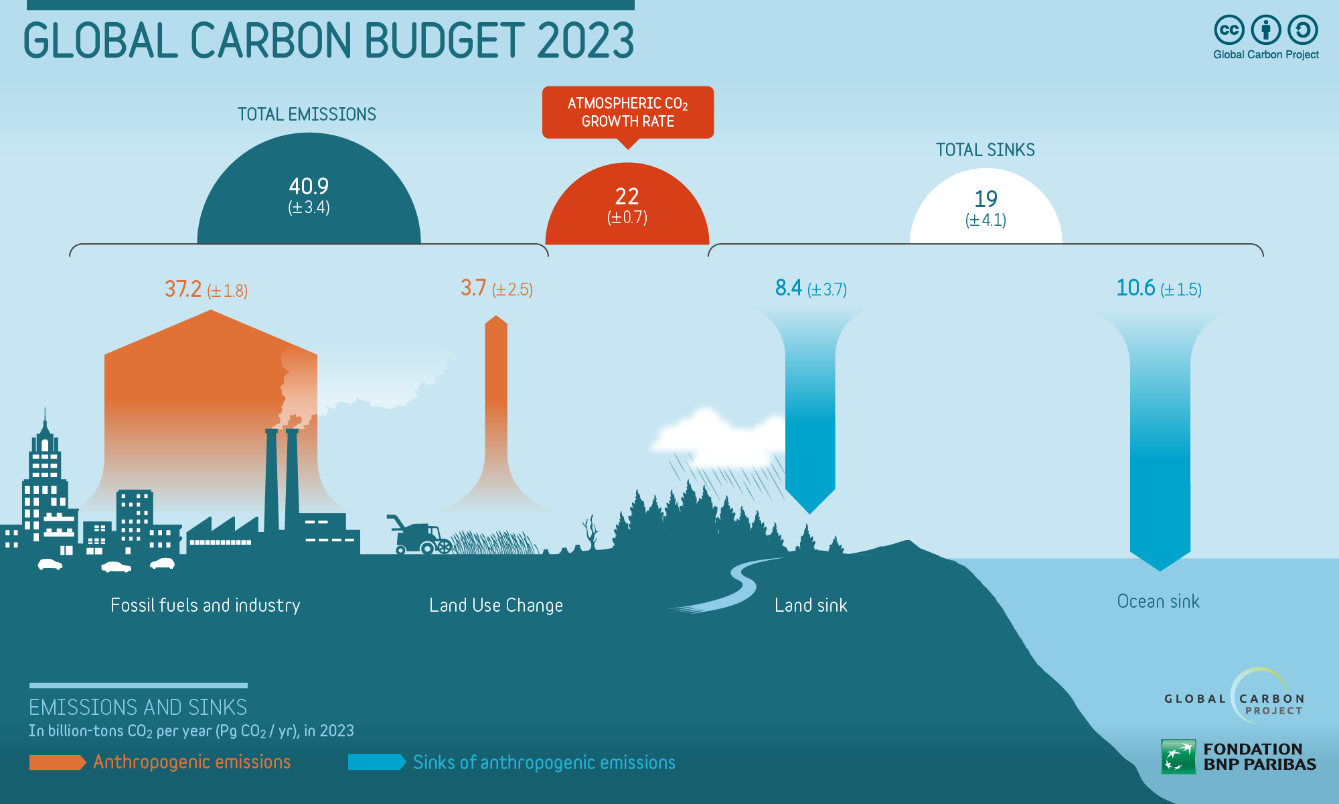 GLOBAL CARBON BUDGET 2023
cc
Global Carbon Project
TOTAL EMISSIONS
40.9
(±3.4)
ATMOSPHERIC CO₂
GROWTH RATE
22
(±0.7)
TOTAL SINKS
19
(±4.1)
37.2 (±1.8)
3.7 (±2.5)
8.4 (±3.7)
10.6 (±1.5)
Fossil fuels and industry
Land Use Change
Land sink
Ocean sink
EMISSIONS AND SINKS
In billion-tons CO₂ per year (Pg CO₂ / yr), in 2023
Anthropogenic emissions
Sinks of anthropogenic emissions
GLOBAL CARBON
PROJECT
FONDATION
BNP PARIBAS